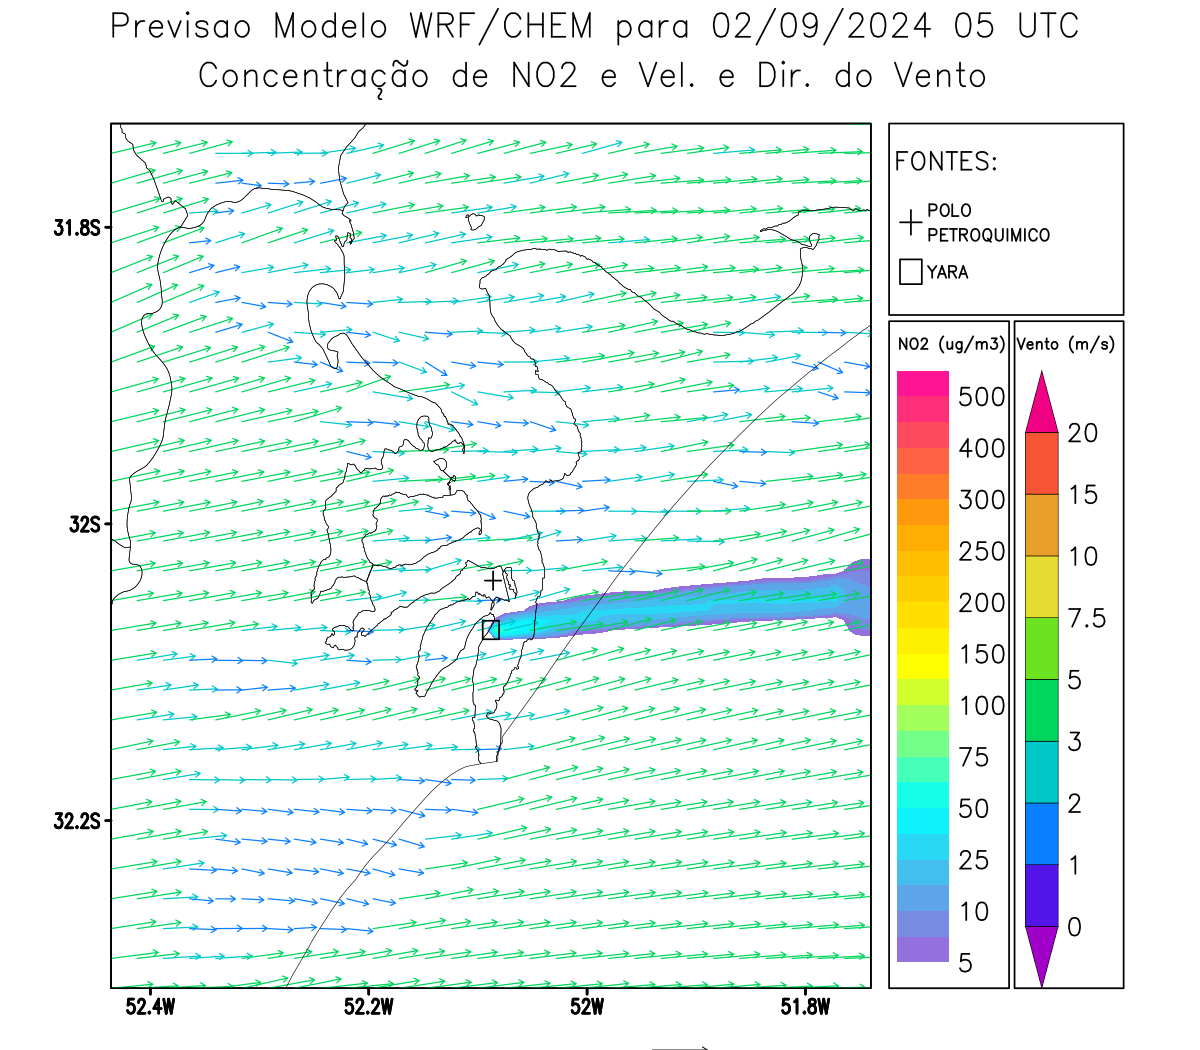 Previsao Modelo WRF/CHEM para 02/09/2024 05 UTC
Concentração de NO2 e Vel. e Dir. do Vento
FONTES:
POLO
PETROQUIMICO
YARA
31.8S
32S
32.2S
52.4W
52.2W
52W
51.8W
NO2 (ug/m3)
500
400
300
250
200
150
100
75
50
25
10
5
Vento (m/s)
20
15
10
7.5
5
3
2
1
0